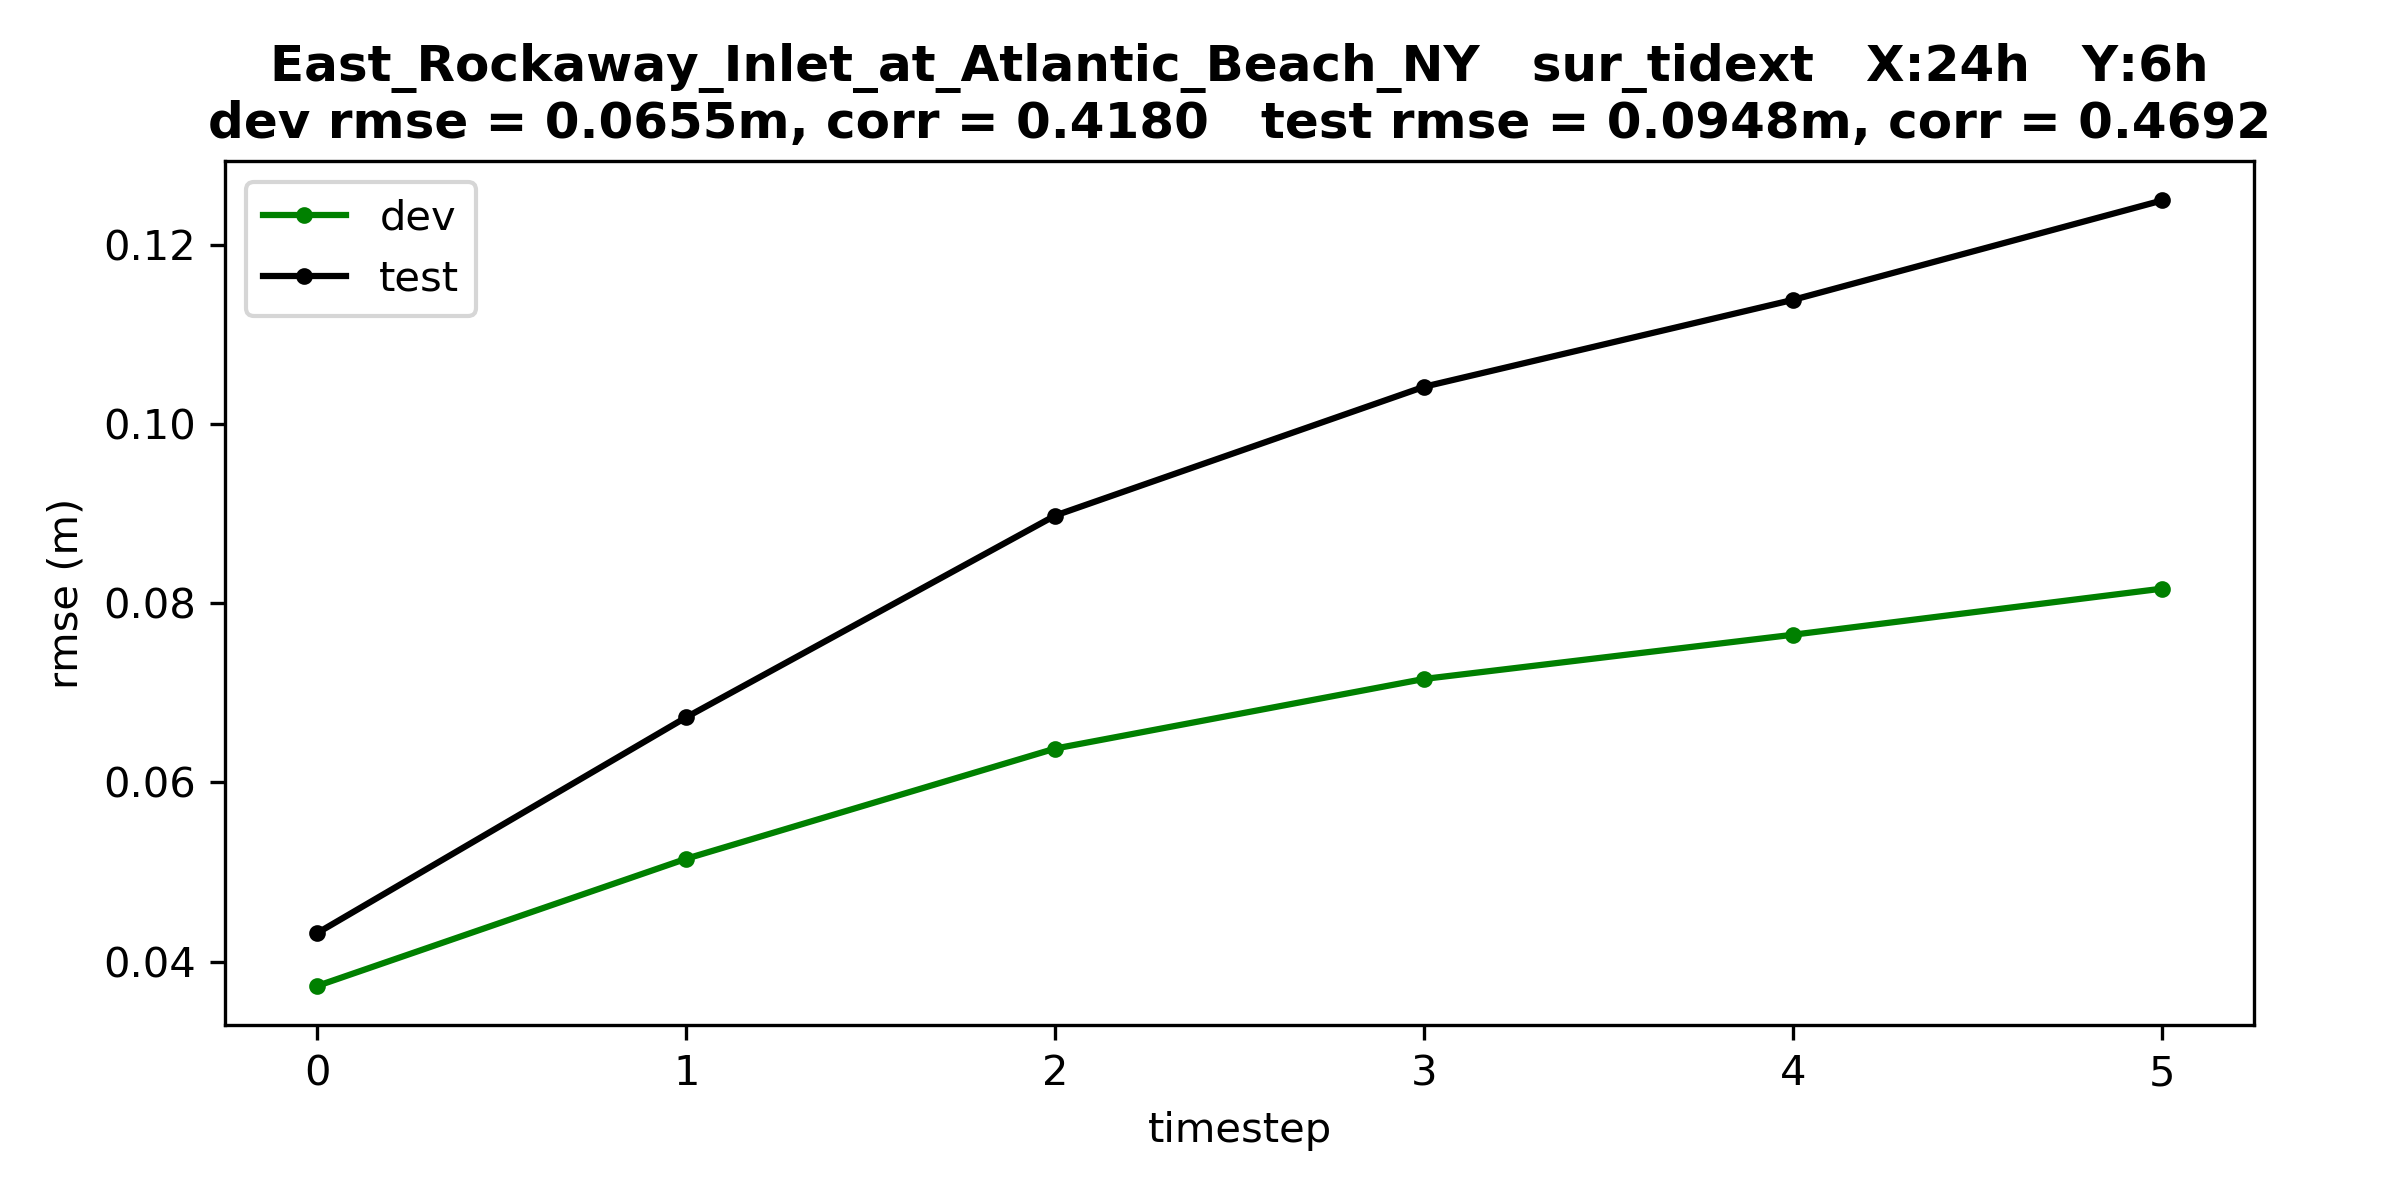 East_Rockaway_Inlet_at_Atlantic_Beach_NY   sur_tidext   X:24h   Y:6h
dev rmse = 0.0655m, corr = 0.4180   test rmse = 0.0948m, corr = 0.4692
dev
test
0.12
0.10
0.08
0.06
0.04
rmse (m)
0 1 2 3 4 5
timestep